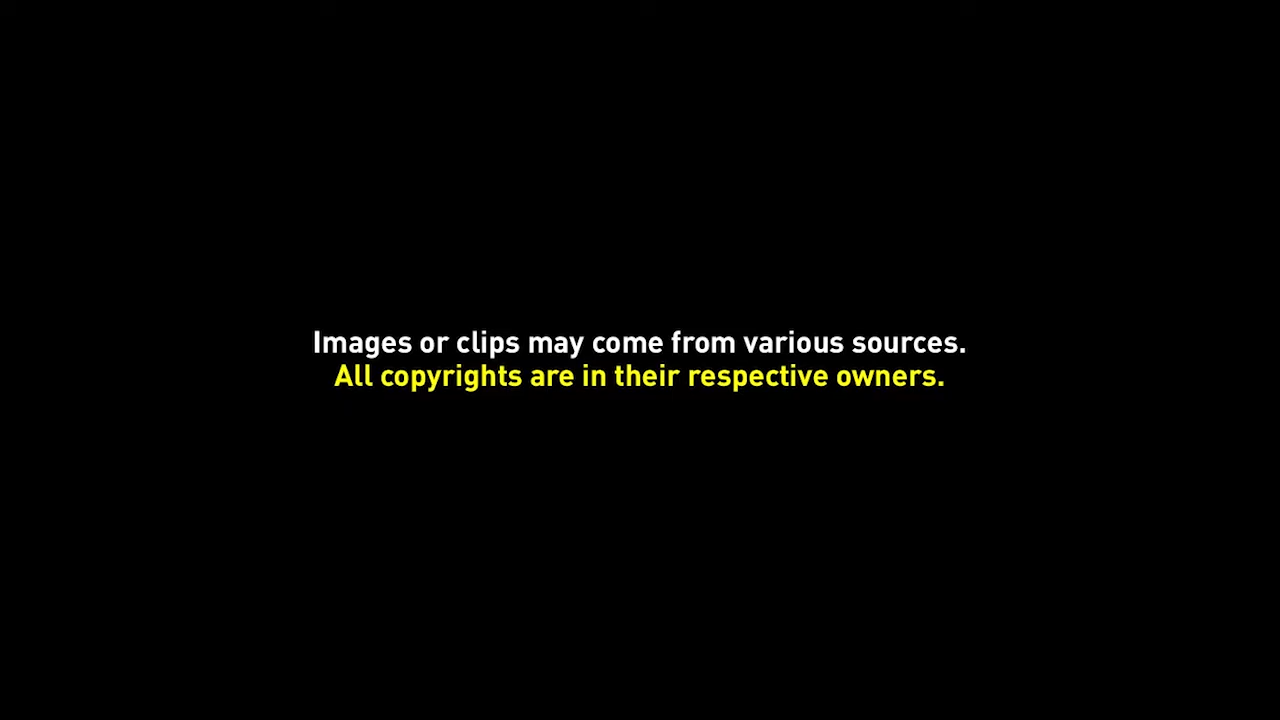 Images or clips may come from various sources.
All copyrights are in their respective owners.